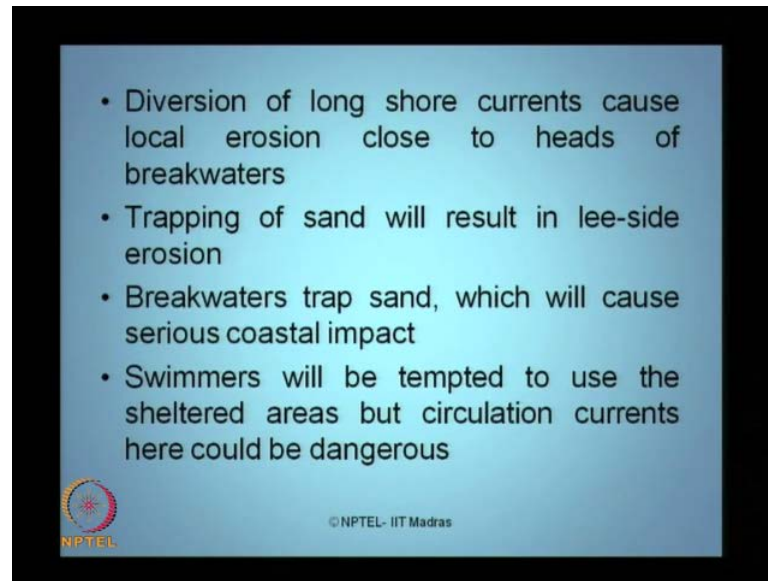 • Diversion of long shore currents cause
local erosion close to heads of
breakwaters
• Trapping of sand will result in lee-side
erosion
• Breakwaters trap sand, which will cause
serious coastal impact
• Swimmers will be tempted to use the
sheltered areas but circulation currents
here could be dangerous
NPTEL
© NPTEL- IIT Madras